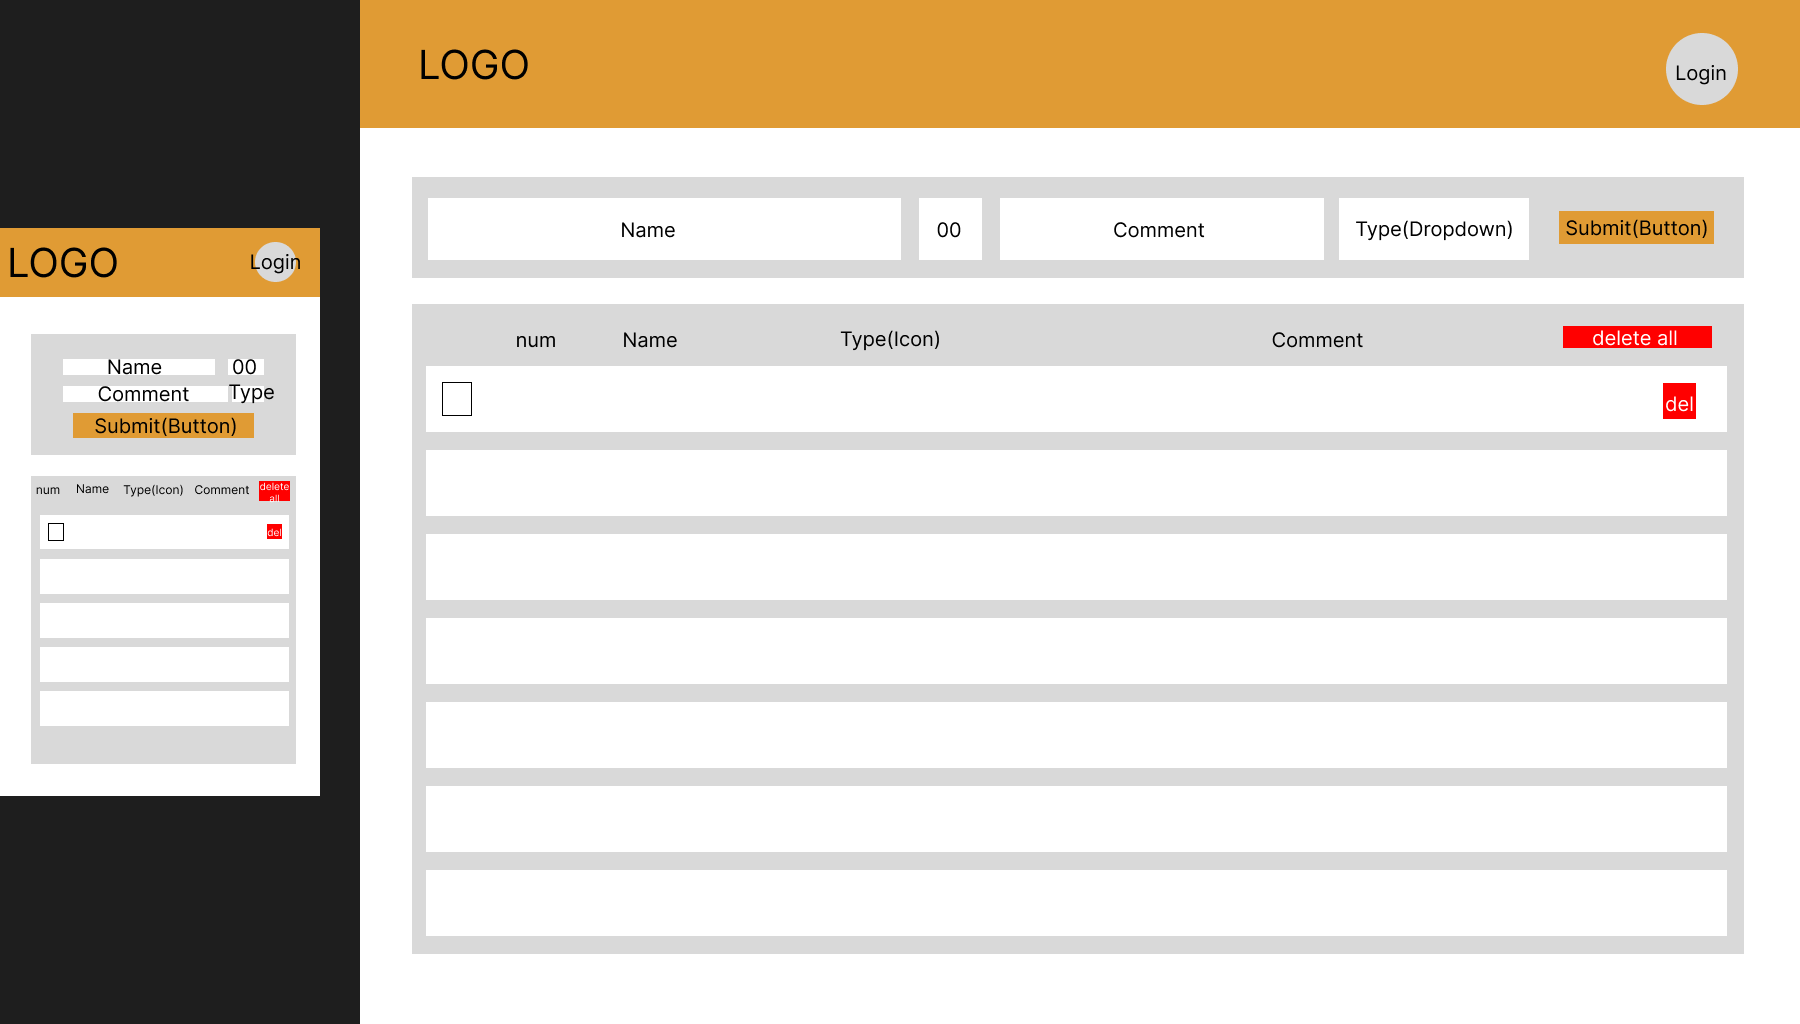 LOGO
Login
Name
00
Comment
Type
Submit(Button)
num
Name
Type(Icon)
Comment
delete
all
del
LOGO
Login
Name
00
Comment
Type(Dropdown)
Submit(Button)
num
Name
Type(Icon)
Comment
delete all
del